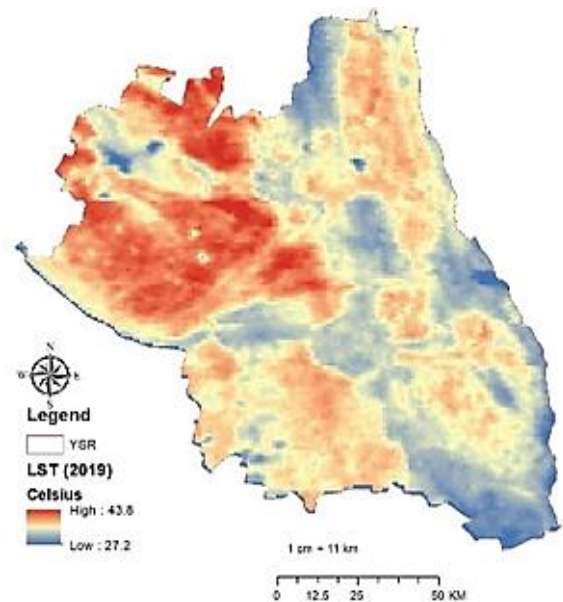 N
W E
S
Legend
YSR
LST (2019)
Celsius
High : 43.8
Low : 27.2
1 cm = 11 km
0 12.5 25 50 KM